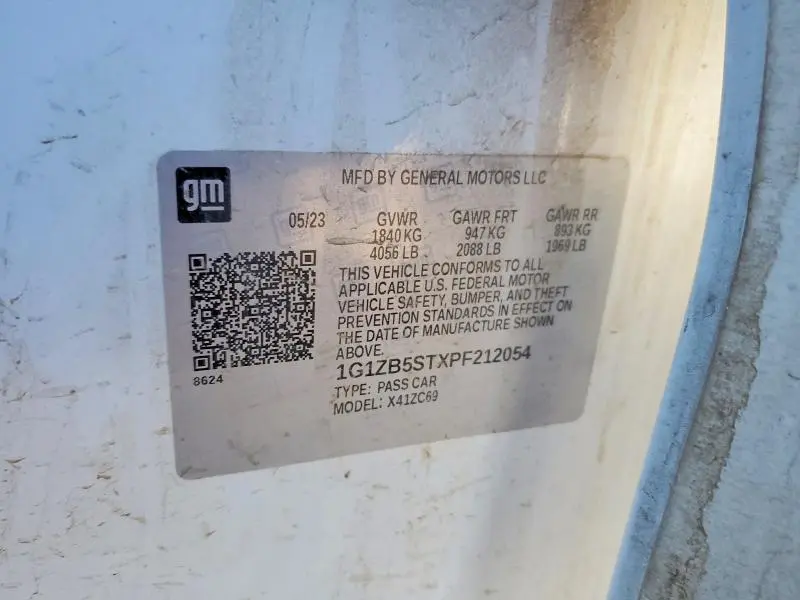 gm
MFD BY GENERAL MOTORS LLC
05/23 GVWR GAWR FRT GAWR RR
1840 KG 947 KG 893 KG
4056 LB 2088 LB 1969 LB
THIS VEHICLE CONFORMS TO ALL
APPLICABLE U.S. FEDERAL MOTOR
VEHICLE SAFETY, BUMPER, AND THEFT
PREVENTION STANDARDS IN EFFECT ON
THE DATE OF MANUFACTURE SHOWN
ABOVE.
8624
1G1ZB5STXPF212054
TYPE: PASS CAR
MODEL: X41ZC69